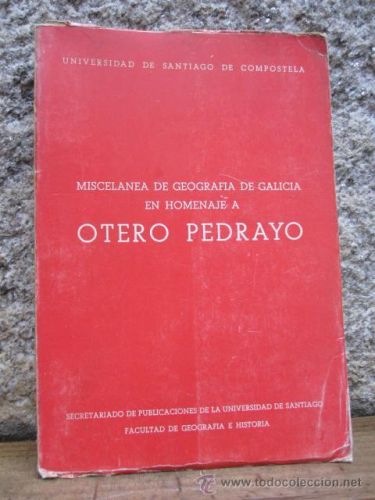 UNIVERSIDAD DE SANTIAGO DE COMPOSTELA
MISCELANEA DE GEOGRAFIA DE GALICIA
EN HOMENAJE A
OTERO PEDRAYO
SECRETARIADO DE PUBLICACIONES DE LA UNIVERSIDAD DE SANTIAGO
FACULTAD DE GEOGRAFIA E HISTORIA
www.todocoleccion.net